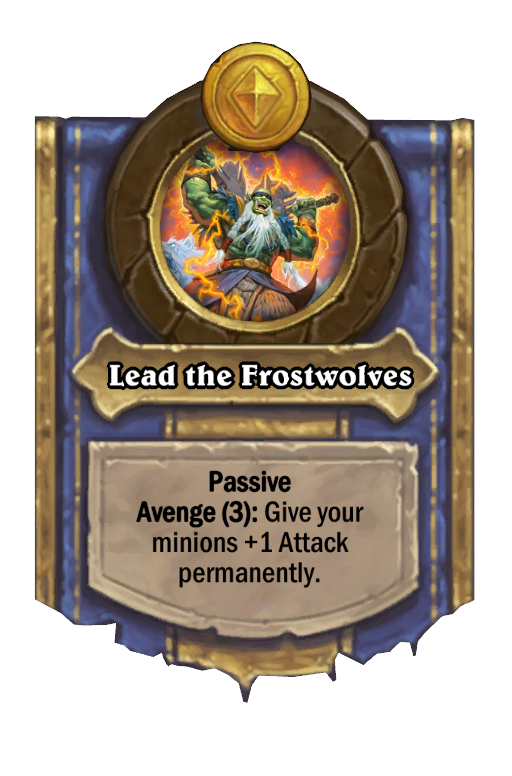 Lead the Frostwolves
Passive
Avenge (3): Give your
minions +1 Attack
permanently.